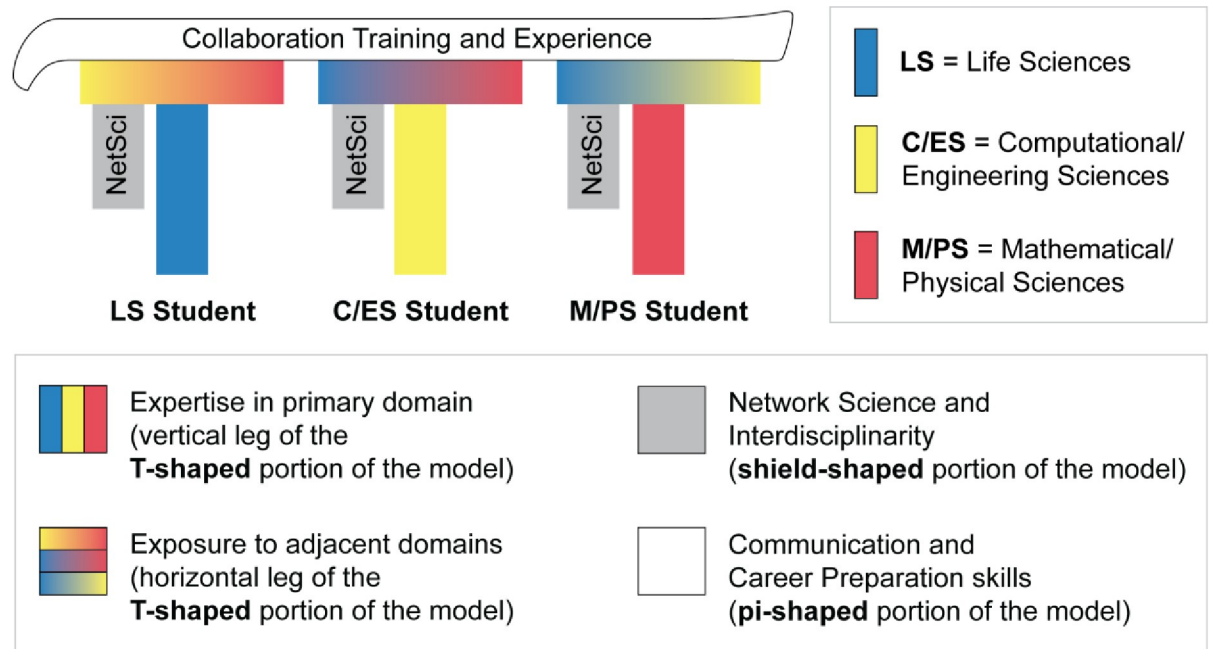 Collaboration Training and Experience
NetSci
NetSci
NetSci
LS Student
C/ES Student
M/PS Student
LS = Life Sciences
C/ES = Computational/
Engineering Sciences
M/PS = Mathematical/
Physical Sciences
Expertise in primary domain
(vertical leg of the
T-shaped portion of the model)
Exposure to adjacent domains
(horizontal leg of the
T-shaped portion of the model)
Network Science and
Interdisciplinarity
(shield-shaped portion of the model)
Communication and
Career Preparation skills
(pi-shaped portion of the model)